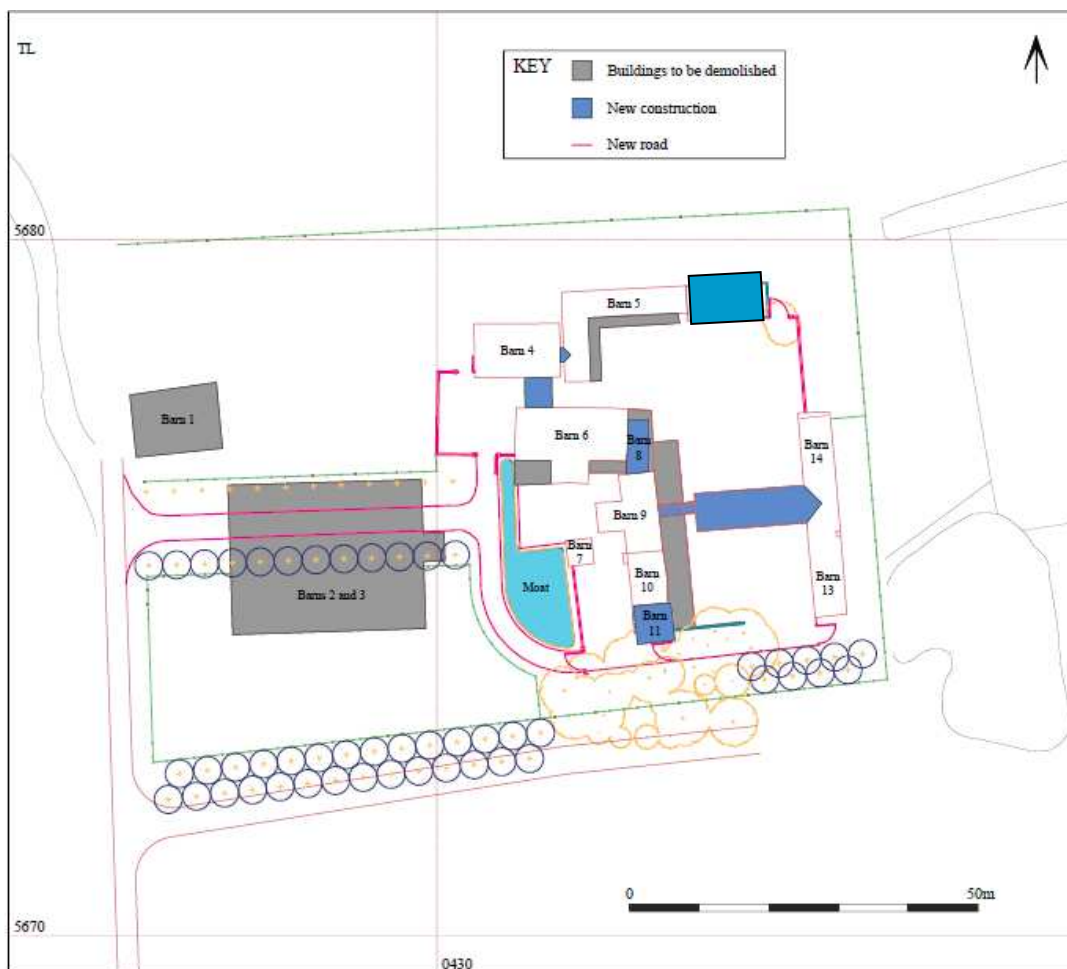 TL
KEY
Buildings to be demolished
New construction
New road
5680
Barn 5
Barn 4
Barn 1
Barn 6
Barn
8
Barn
14
Barn 9
Barn
7
Barn
10
Barn
13
Moat
Barns 2 and 3
Barn
11
0
50m
5670
0430